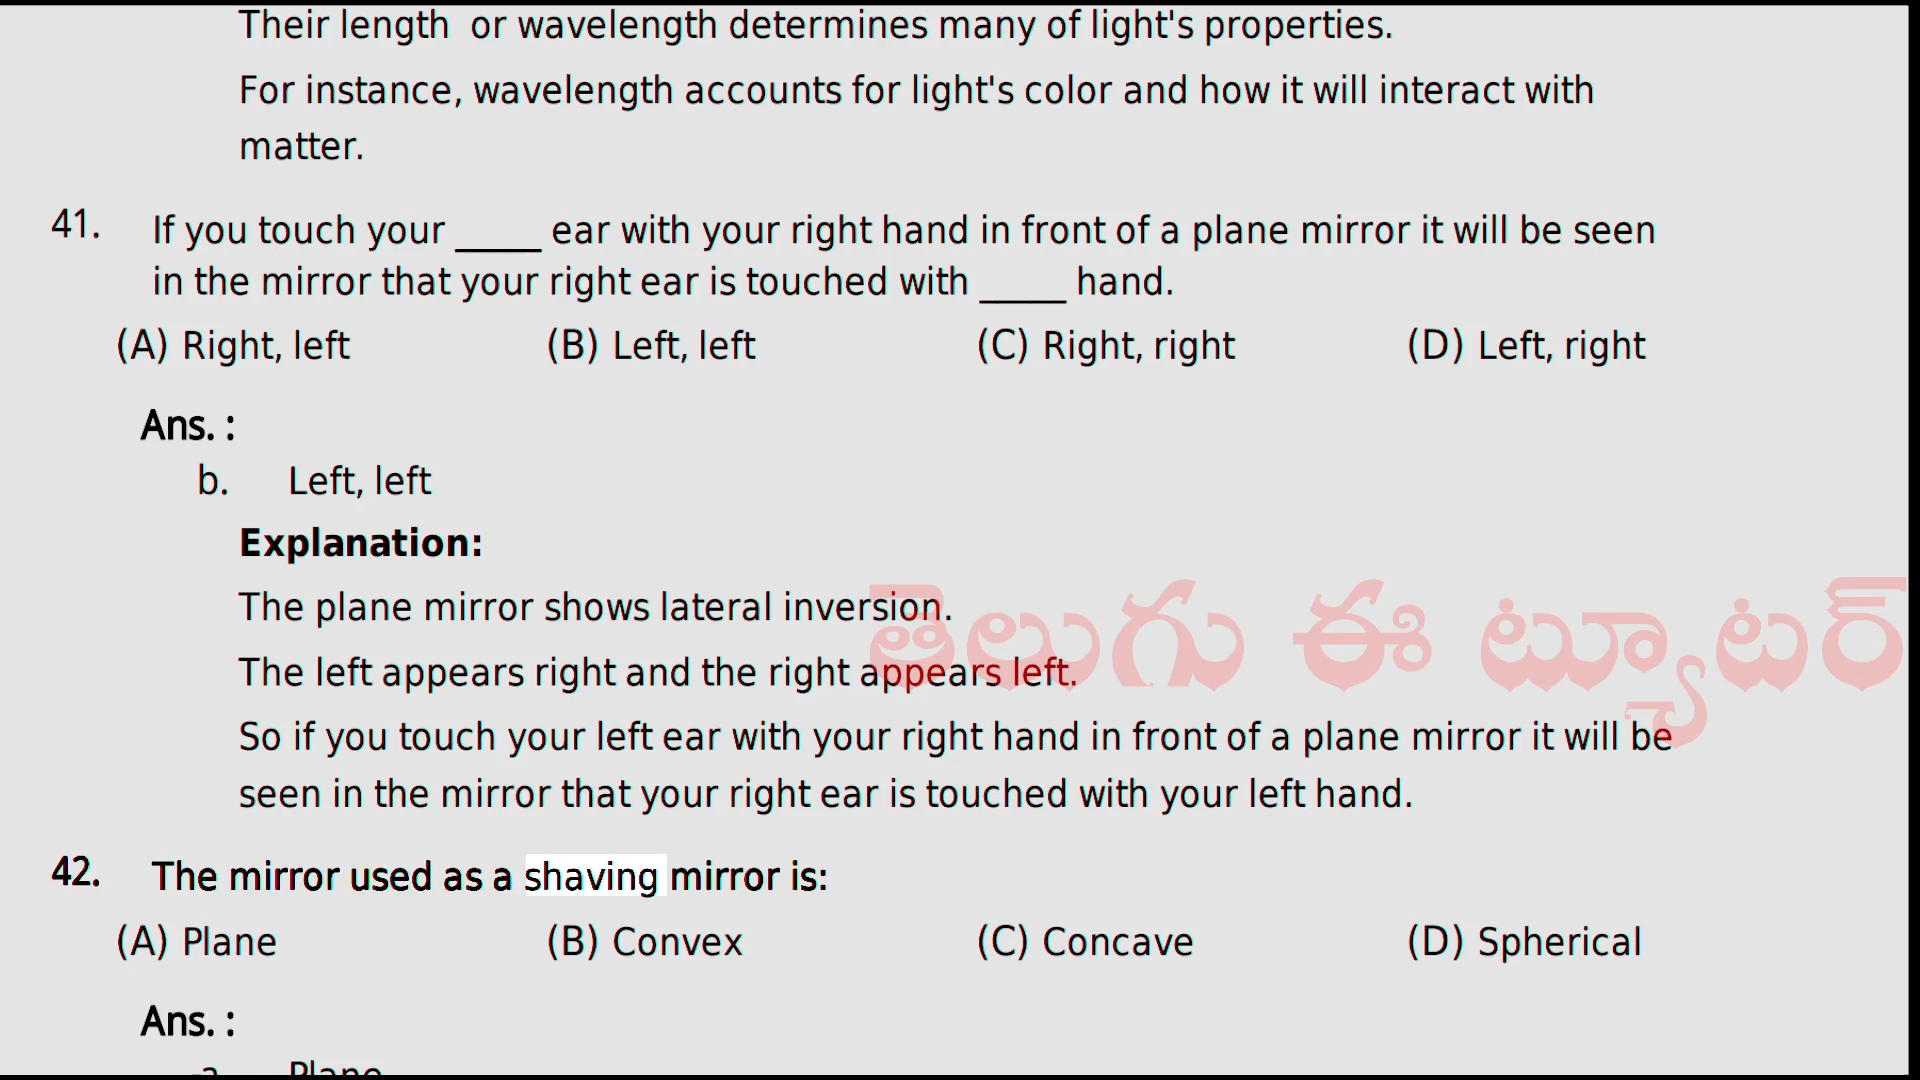 Their length or wavelength determines many of light's properties.
For instance, wavelength accounts for light's color and how it will interact with
matter.
41. If you touch your _____ ear with your right hand in front of a plane mirror it will be seen
in the mirror that your right ear is touched with _____ hand.
(A) Right, left (B) Left, left (C) Right, right (D) Left, right
Ans. :
b. Left, left
Explanation:
The plane mirror shows lateral inversion.
తెలుగు ఈ ట్యూటర్
The left appears right and the right appears left.
So if you touch your left ear with your right hand in front of a plane mirror it will be
seen in the mirror that your right ear is touched with your left hand.
42. The mirror used as a shaving mirror is:
(A) Plane (B) Convex (C) Concave (D) Spherical
Ans. :
a. Plane